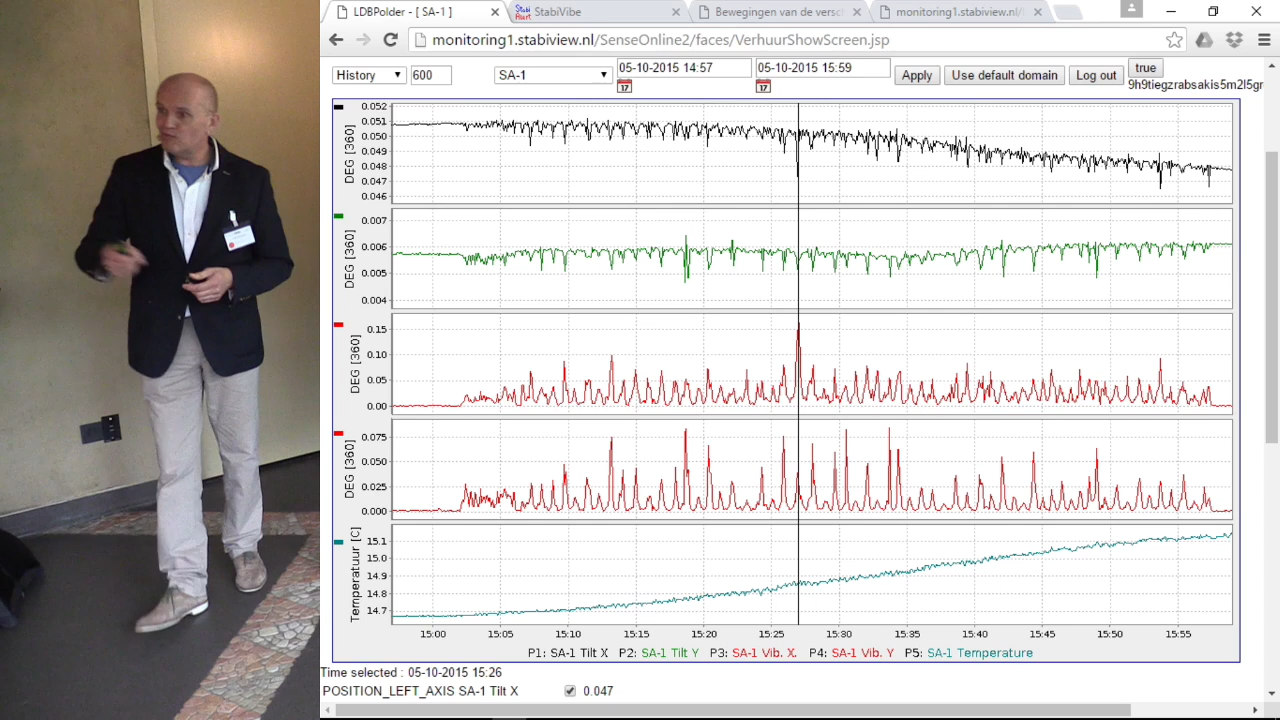 LDBPolder - [ SA-1 ]
Stabi Alert StabiVibe
Bewegingen van de versch
monitoring1.stabiview.nl/
monitoring1.stabiview.nl/SenseOnline2/faces/VerhuurShowScreen.jsp
History 600 SA-1 05-10-2015 14:57 05-10-2015 15:59 Apply Use default domain Log out true
17 17 9h9tiegzrabsakis5m2l5gr
0.052
0.051
0.050
0.049
0.048
0.047
0.046
DEG [360]
0.007
0.006
0.005
0.004
DEG [360]
0.15
0.10
0.05
0.00
DEG [360]
0.075
0.050
0.025
0.000
DEG [360]
15.1
15.0
14.9
14.8
14.7
Temperatuur [C]
15:00 15:05 15:10 15:15 15:20 15:25 15:30 15:35 15:40 15:45 15:50 15:55
P1: SA-1 Tilt X P2: SA-1 Tilt Y P3: SA-1 Vib. X. P4: SA-1 Vib. Y P5: SA-1 Temperature
Time selected : 05-10-2015 15:26
POSITION_LEFT_AXIS SA-1 Tilt X 0.047